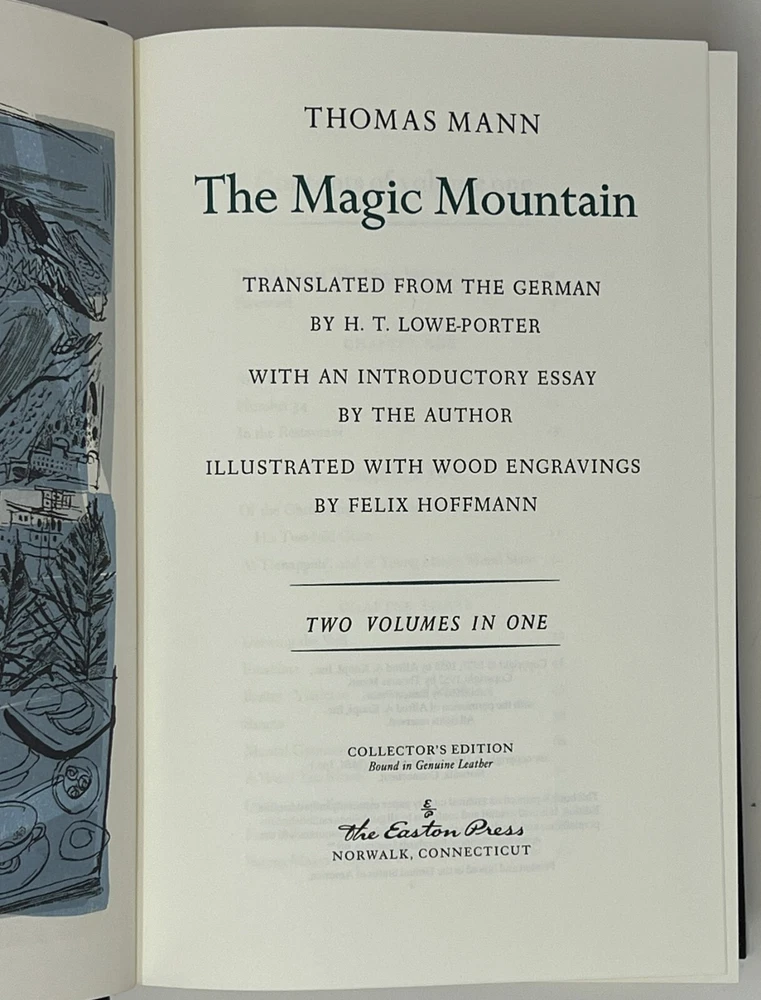 THOMAS MANN
The Magic Mountain
TRANSLATED FROM THE GERMAN
BY H. T. LOWE-PORTER
WITH AN INTRODUCTORY ESSAY
BY THE AUTHOR
ILLUSTRATED WITH WOOD ENGRAVINGS
BY FELIX HOFFMANN
TWO VOLUMES IN ONE
COLLECTOR'S EDITION
Bound in Genuine Leather
E/P
The Easton Press
NORWALK, CONNECTICUT